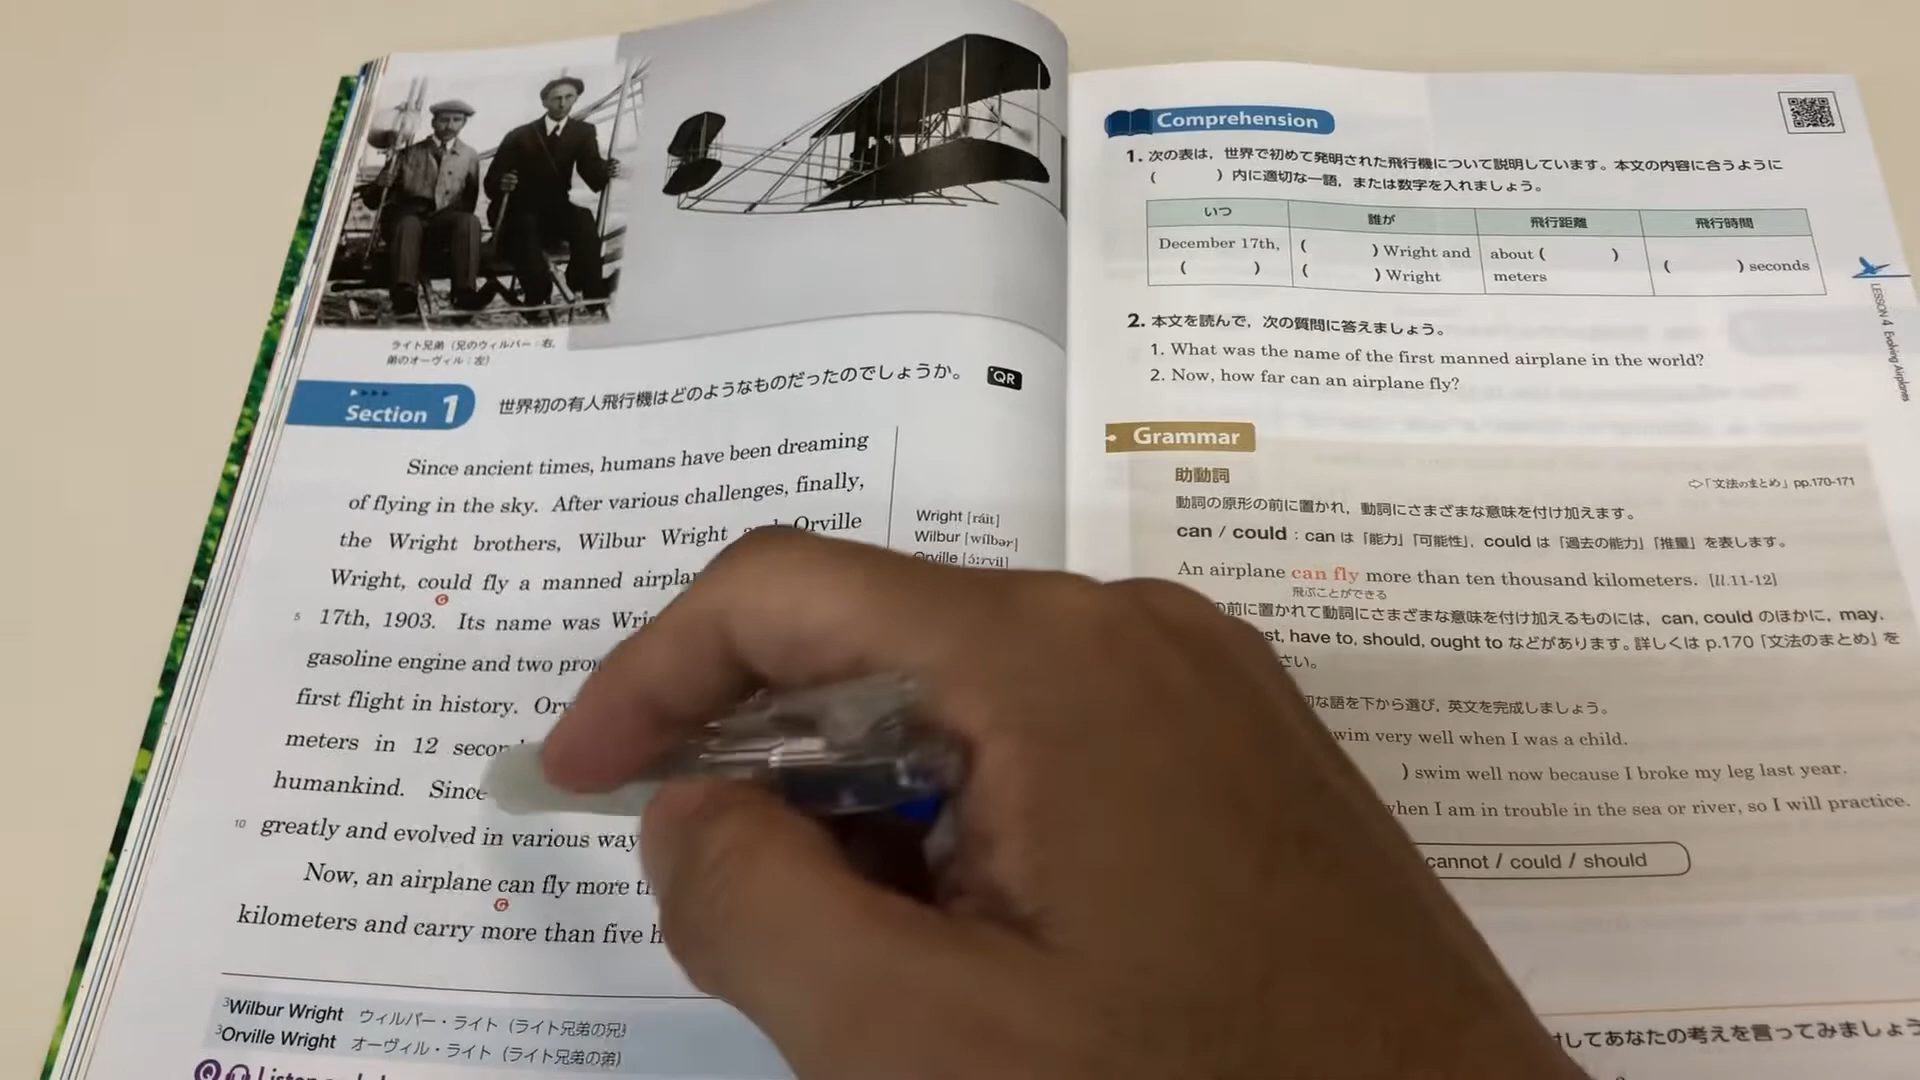 ライト兄弟（兄のウィルバー：右，
弟のオーヴィル：左）
Section 1
世界初の有人飛行機はどのようなものだったのでしょうか。
QR
Since ancient times, humans have been dreaming
of flying in the sky. After various challenges, finally,
the Wright brothers, Wilbur Wright Orville
Wright, could fly a manned
G
5 17th, 1903. Its name was
gasoline engine and two
first flight in history.
meters in 12
humankind. Since
10 greatly and evolved in various
Now, an airplane can fly more
G
kilometers and carry more than five
Wright [ráit]
Wilbur [wílbər]
Orville [ɔ́ːrvil]
3Wilbur Wright ウィルバー・ライト（ライト兄弟の兄）
3Orville Wright オーヴィル・ライト（ライト兄弟の弟）
Q
Comprehension
1. 次の表は，世界で初めて発明された飛行機について説明しています。本文の内容に合うように
( ) 内に適切な一語，または数字を入れましょう。
いつ 誰が 飛行距離 飛行時間
December 17th, ( ) Wright and about ( )
( ) ( ) Wright meters ( ) seconds
2. 本文を読んで，次の質問に答えましょう。
1. What was the name of the first manned airplane in the world?
2. Now, how far can an airplane fly?
LESSON 4 Evolving Airplanes
Grammar
助動詞
⇨「文法のまとめ」pp.170-171
動詞の原形の前に置かれ，動詞にさまざまな意味を付け加えます。
can / could：can は「能力」「可能性」，could は「過去の能力」「推量」を表します。
An airplane can fly more than ten thousand kilometers. [ll.11-12]
飛ぶことができる
の前に置かれて動詞にさまざまな意味を付け加えるものには，can, could のほかに，may,
have to, should, ought to などがあります。詳しくは p.170「文法のまとめ」を
さい。
な語を下から選び，英文を完成しましょう。
very well when I was a child.
) swim well now because I broke my leg last year.
when I am in trouble in the sea or river, so I will practice.
cannot / could / should
してあなたの考えを言ってみましょう